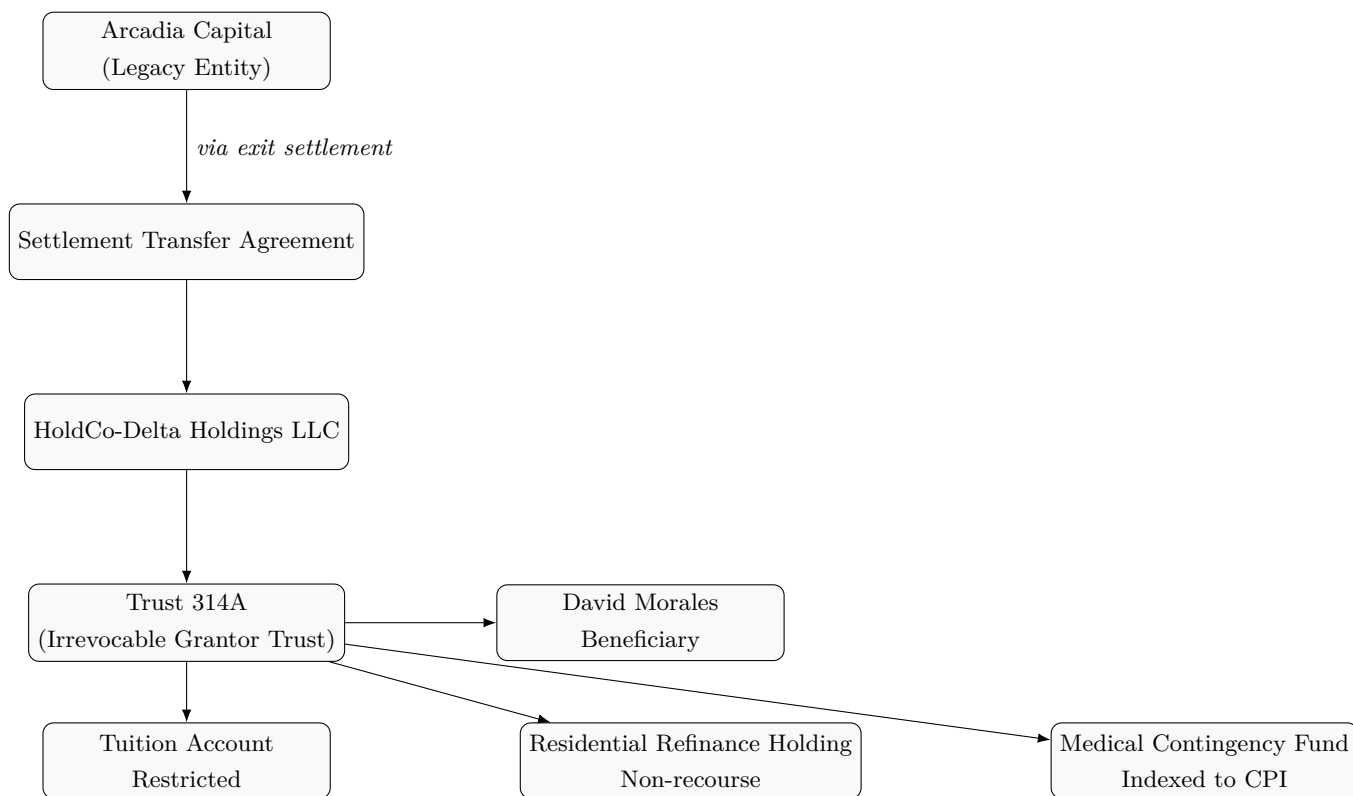 Arcadia Capital
(Legacy Entity)
via exit settlement
Settlement Transfer Agreement
HoldCo-Delta Holdings LLC
Trust 314A
(Irrevocable Grantor Trust)
David Morales
Beneficiary
Tuition Account
Restricted
Residential Refinance Holding
Non-recourse
Medical Contingency Fund
Indexed to CPI